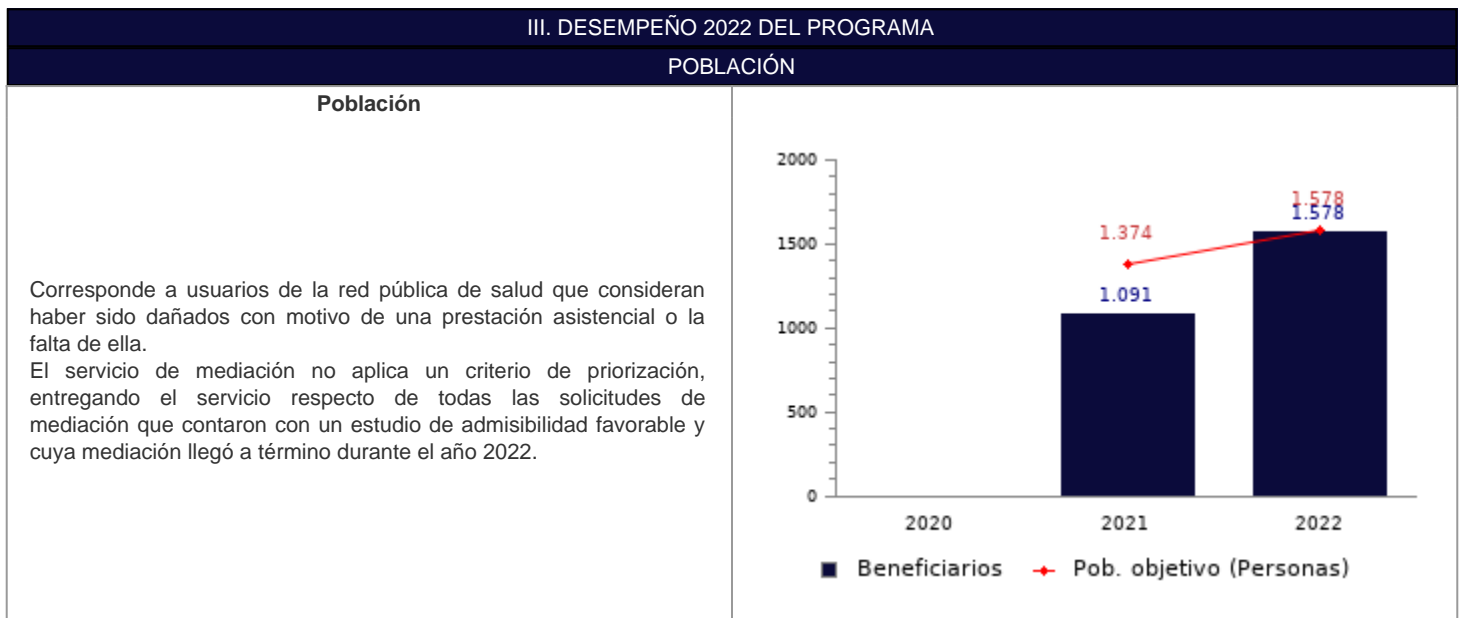 III. DESEMPEÑO 2022 DEL PROGRAMA
POBLACIÓN
Población
Corresponde a usuarios de la red pública de salud que consideran
haber sido dañados con motivo de una prestación asistencial o la
falta de ella.
El servicio de mediación no aplica un criterio de priorización,
entregando el servicio respecto de todas las solicitudes de
mediación que contaron con un estudio de admisibilidad favorable y
cuya mediación llegó a término durante el año 2022.
2000
1500
1000
500
0
1.374
1.091
1.578
1.578
2020 2021 2022
Beneficiarios Pob. objetivo (Personas)